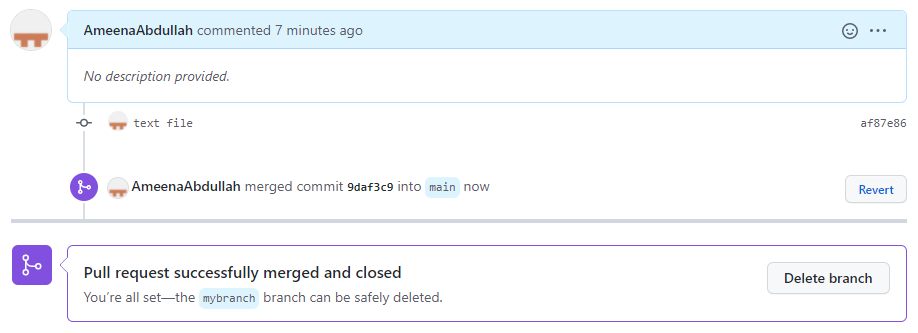 AmeenaAbdullah commented 7 minutes ago
No description provided.
text file af87e86
AmeenaAbdullah merged commit 9daf3c9 into main now Revert
Pull request successfully merged and closed
You’re all set—the mybranch branch can be safely deleted.
Delete branch